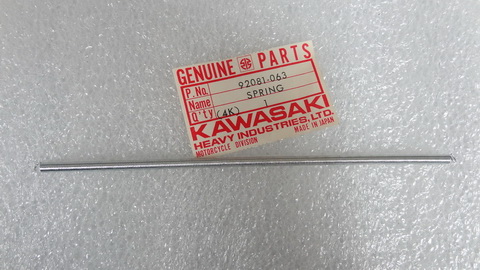 GENUINE PARTS
P.No. 92081-063
Name SPRING
Q'ty (4K) 1
KAWASAKI
HEAVY INDUSTRIES, LTD.
MOTORCYCLE DIVISION MADE IN JAPAN